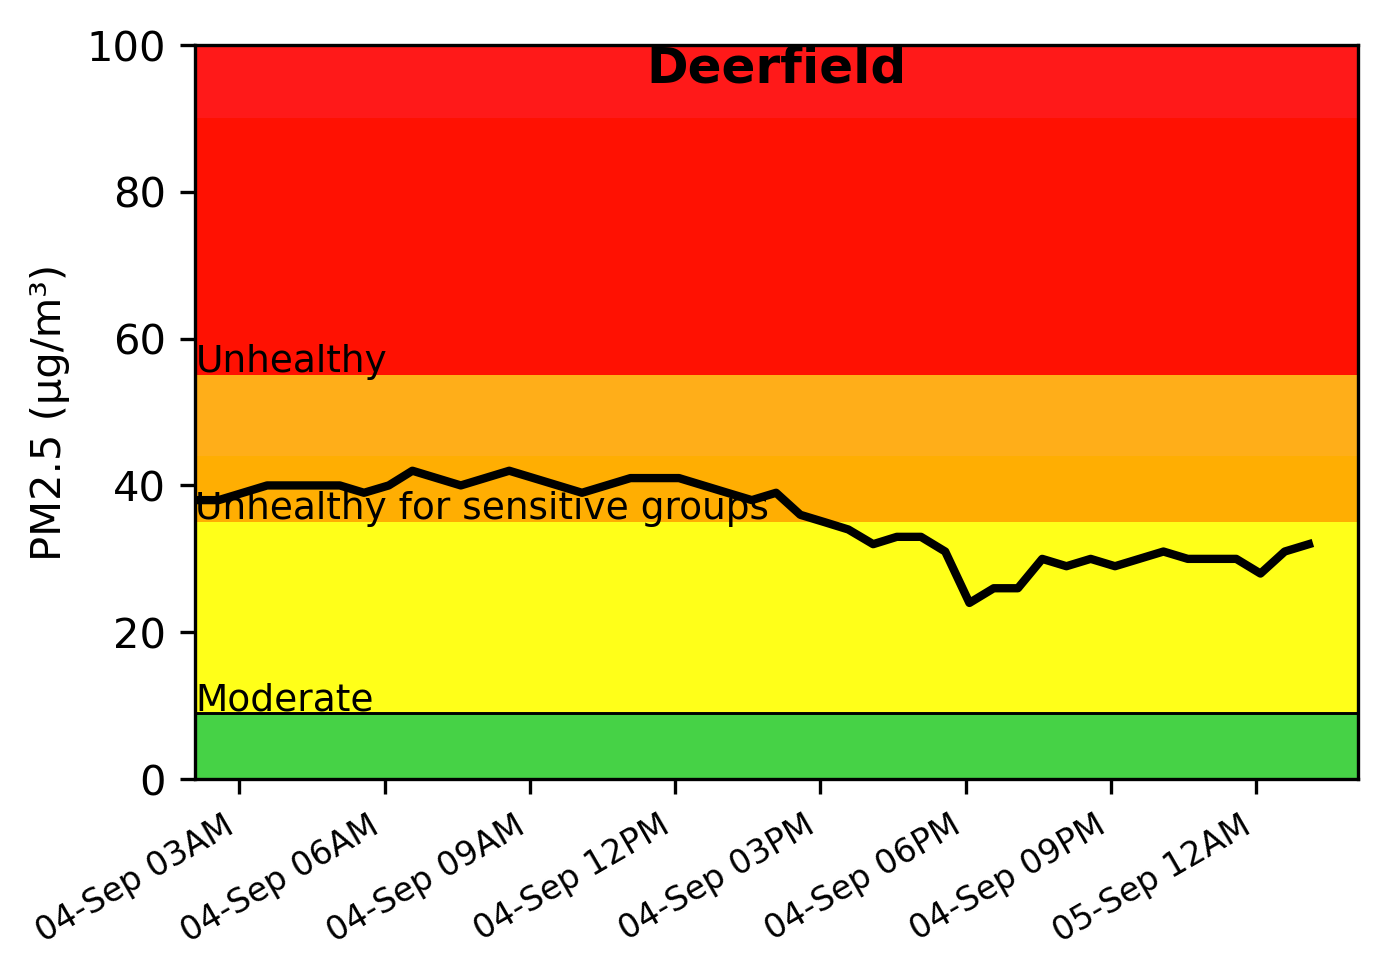 Deerfield
PM2.5 (µg/m³)
100
80
60
40
20
0
Unhealthy
Unhealthy for sensitive groups
Moderate
04-Sep 03AM
04-Sep 06AM
04-Sep 09AM
04-Sep 12PM
04-Sep 03PM
04-Sep 06PM
04-Sep 09PM
05-Sep 12AM